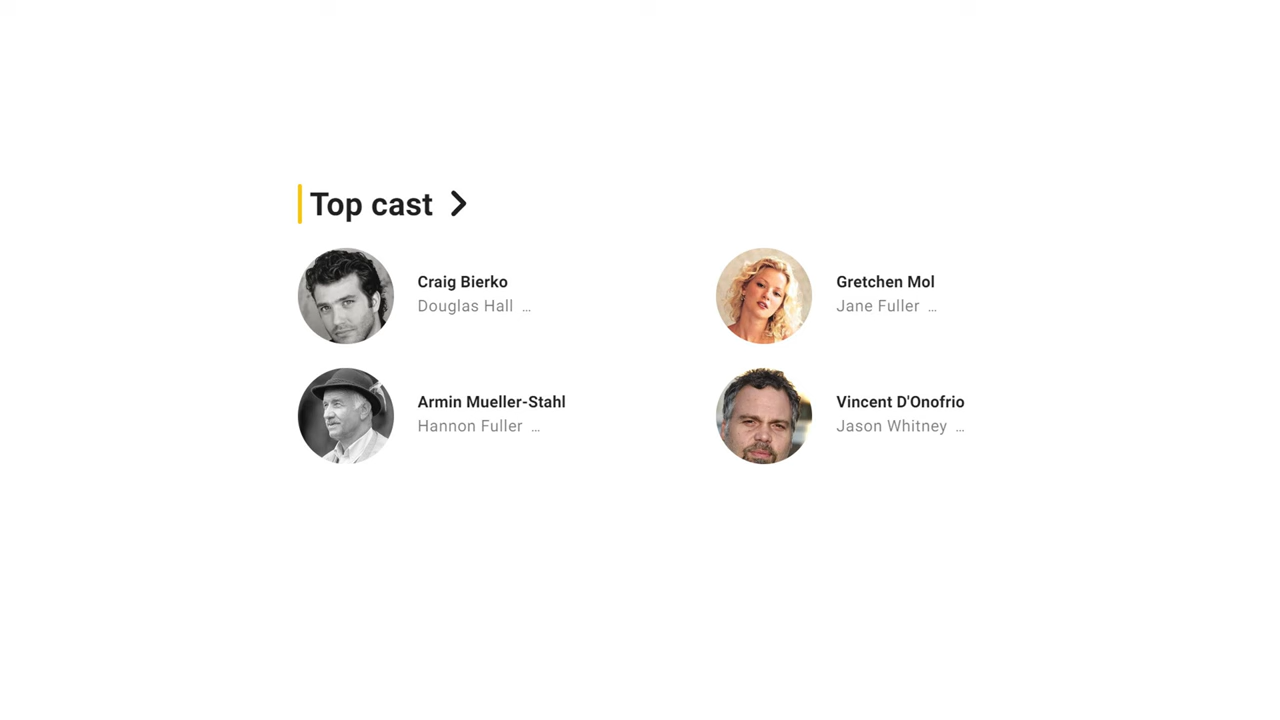 Top cast
Craig Bierko
Douglas Hall ...
Gretchen Mol
Jane Fuller ...
Armin Mueller-Stahl
Hannon Fuller ...
Vincent D'Onofrio
Jason Whitney ...